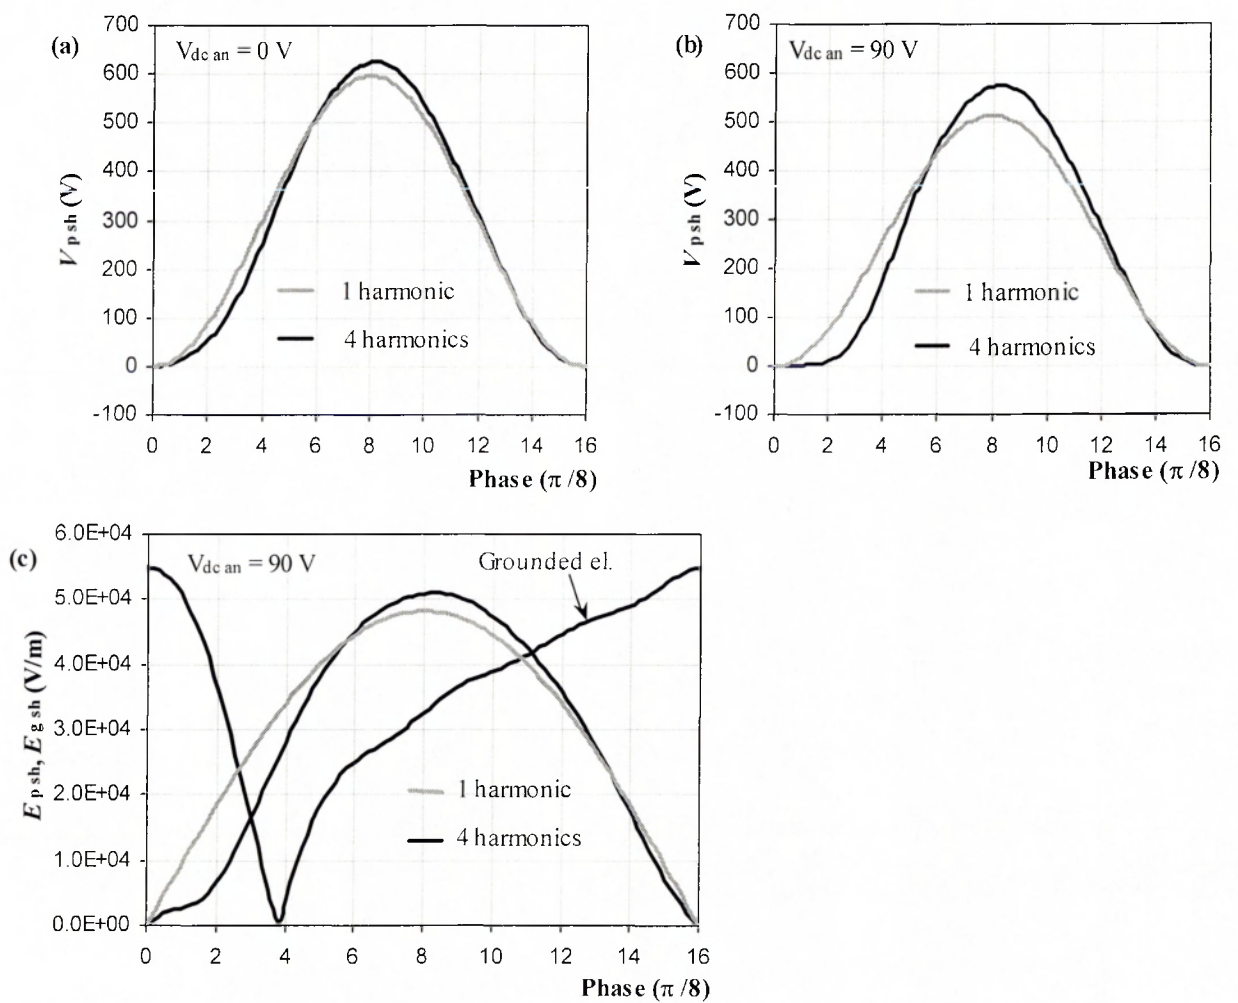 (a)
V dc an = 0 V
700
600
500
400
300
200
100
0
-100
V p sh (V)
1 harmonic
4 harmonics
0 2 4 6 8 10 12 14 16
Phase (π /8)
(b)
V dc an = 90 V
700
600
500
400
300
200
100
0
-100
V p sh (V)
1 harmonic
4 harmonics
0 2 4 6 8 10 12 14 16
Phase (π /8)
(c)
V dc an = 90 V
Grounded el.
6.0E+04
5.0E+04
4.0E+04
3.0E+04
2.0E+04
1.0E+04
0.0E+00
E p sh, E g sh (V/m)
1 harmonic
4 harmonics
0 2 4 6 8 10 12 14 16
Phase (π /8)